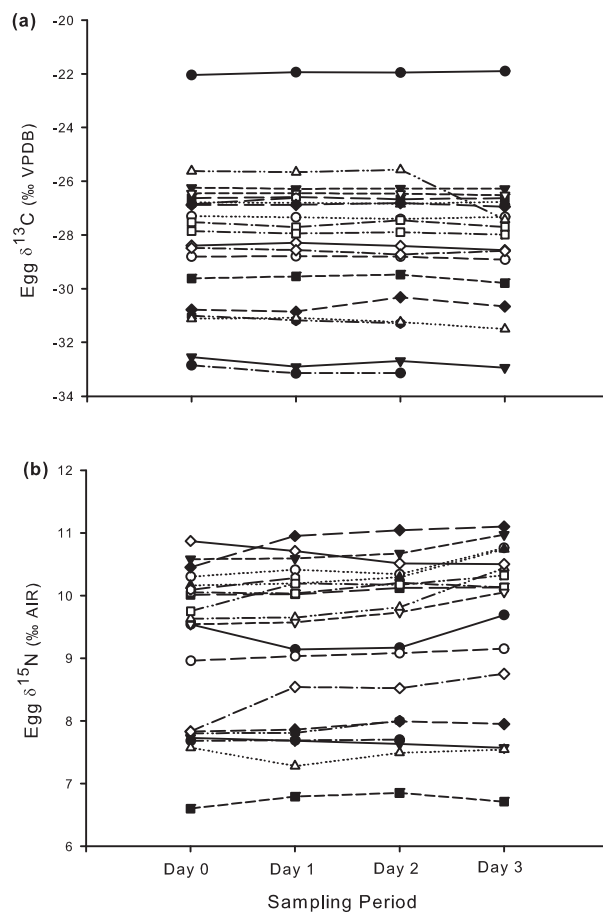 (a)
-20
-22
-24
-26
-28
-30
-32
-34
Egg δ13C (‰ VPDB)
(b)
12
11
10
9
8
7
6
Egg δ15N (‰ AIR)
Day 0 Day 1 Day 2 Day 3
Sampling Period